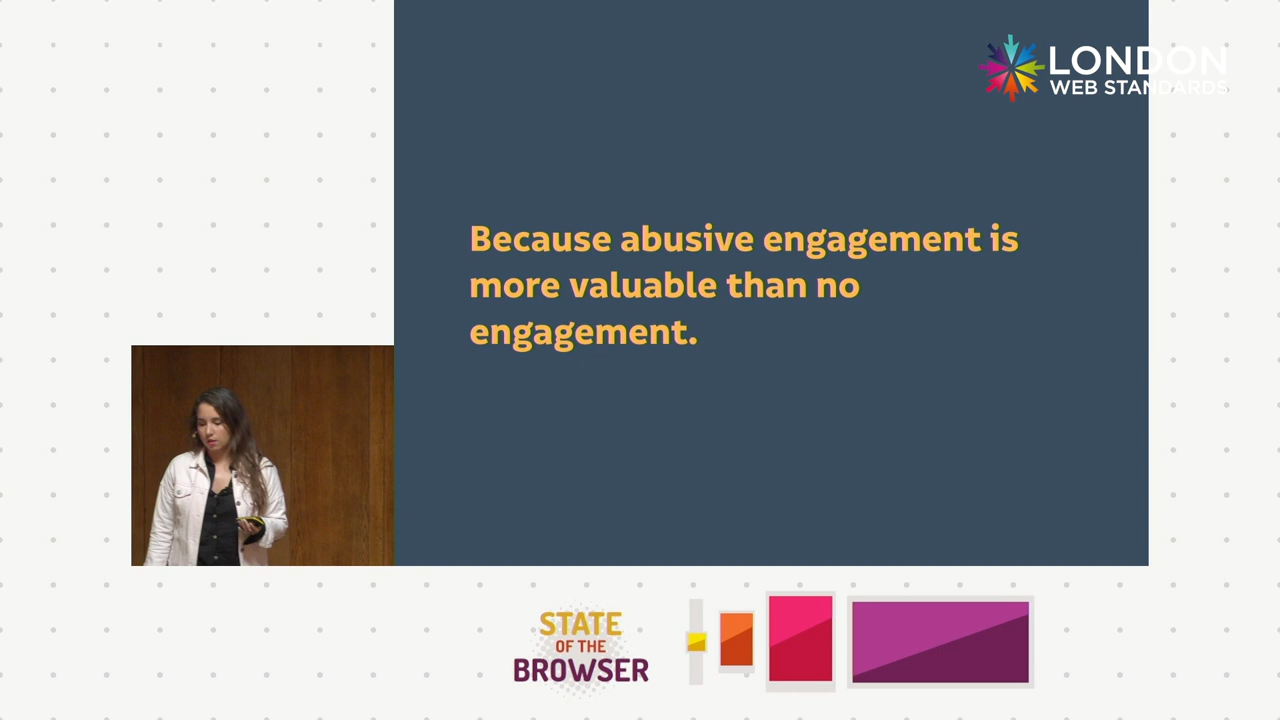 LONDON
WEB STANDARDS
Because abusive engagement is
more valuable than no
engagement.
STATE
OF THE
BROWSER